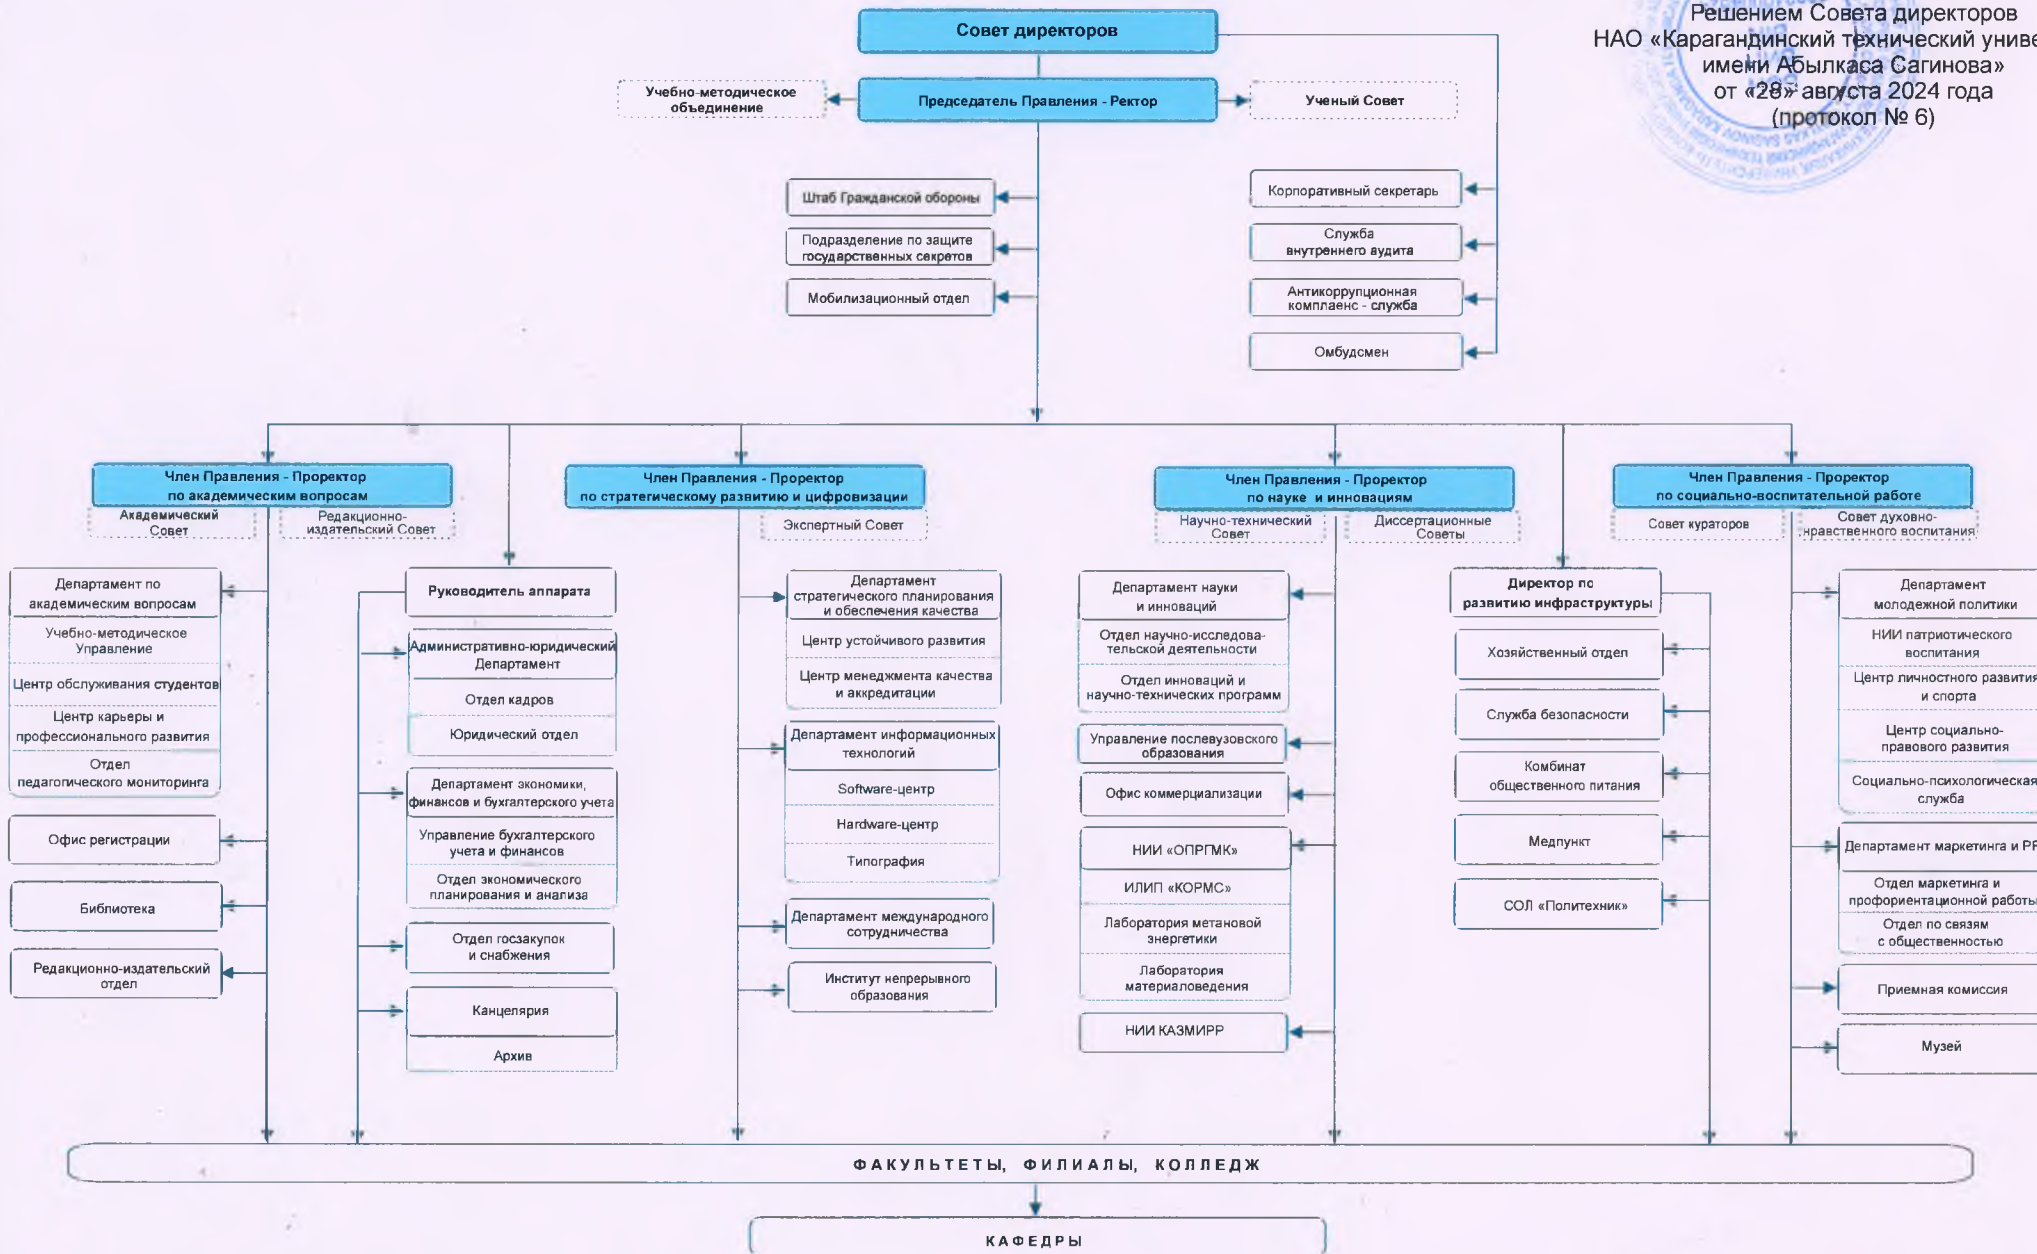 Решением Совета директоров
НАО «Карагандинский технический униве
имени Абылкаса Сагинова»
от «28» августа 2024 года
(протокол № 6)
Совет директоров
Председатель Правления - Ректор
Учебно-методическое
объединение
Ученый Совет
Штаб Гражданской обороны
Подразделение по защите
государственных секретов
Мобилизационный отдел
Корпоративный секретарь
Служба
внутреннего аудита
Антикоррупционная
комплаенс - служба
Омбудсмен
Член Правления - Проректор
по академическим вопросам
Академический
Совет
Редакционно-
издательский Совет
Департамент по
академическим вопросам
Учебно-методическое
Управление
Центр обслуживания студентов
Центр карьеры и
профессионального развития
Отдел
педагогического мониторинга
Офис регистрации
Библиотека
Редакционно-издательский
отдел
Руководитель аппарата
Административно-юридический
Департамент
Отдел кадров
Юридический отдел
Департамент экономики,
финансов и бухгалтерского учета
Управление бухгалтерского
учета и финансов
Отдел экономического
планирования и анализа
Отдел госзакупок
и снабжения
Канцелярия
Архив
Член Правления - Проректор
по стратегическому развитию и цифровизации
Экспертный Совет
Департамент
стратегического планирования
и обеспечения качества
Центр устойчивого развития
Центр менеджмента качества
и аккредитации
Департамент информационных
технологий
Software-центр
Hardware-центр
Типография
Департамент международного
сотрудничества
Институт непрерывного
образования
Член Правления - Проректор
по науке и инновациям
Научно-технический
Совет
Диссертационные
Советы
Департамент науки
и инноваций
Отдел научно-исследова-
тельской деятельности
Отдел инноваций и
научно-технических программ
Управление послевузовского
образования
Офис коммерциализации
НИИ «ОПРГМК»
ИЛИП «КОРМС»
Лаборатория метановой
энергетики
Лаборатория
материаловедения
НИИ КАЗМИРР
Директор по
развитию инфраструктуры
Хозяйственный отдел
Служба безопасности
Комбинат
общественного питания
Медпункт
СОЛ «Политехник»
Член Правления - Проректор
по социально-воспитательной работе
Совет кураторов
Совет духовно-
нравственного воспитания
Департамент
молодежной политики
НИИ патриотического
воспитания
Центр личностного развития
и спорта
Центр социально-
правового развития
Социально-психологическая
служба
Департамент маркетинга и PR
Отдел маркетинга и
профориентационной работы
Отдел по связям
с общественностью
Приемная комиссия
Музей
ФАКУЛЬТЕТЫ, ФИЛИАЛЫ, КОЛЛЕДЖ
КАФЕДРЫ